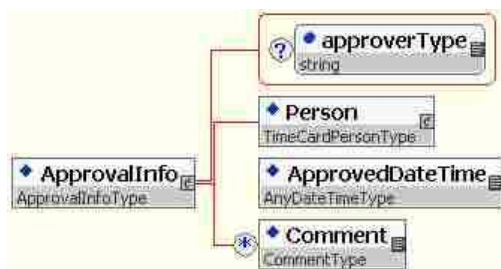 ?
approverType
string
Person
TimeCardPersonType
ApprovalInfo
ApprovalInfoType
ApprovedDateTime
AnyDateTimeType
*
Comment
CommentType